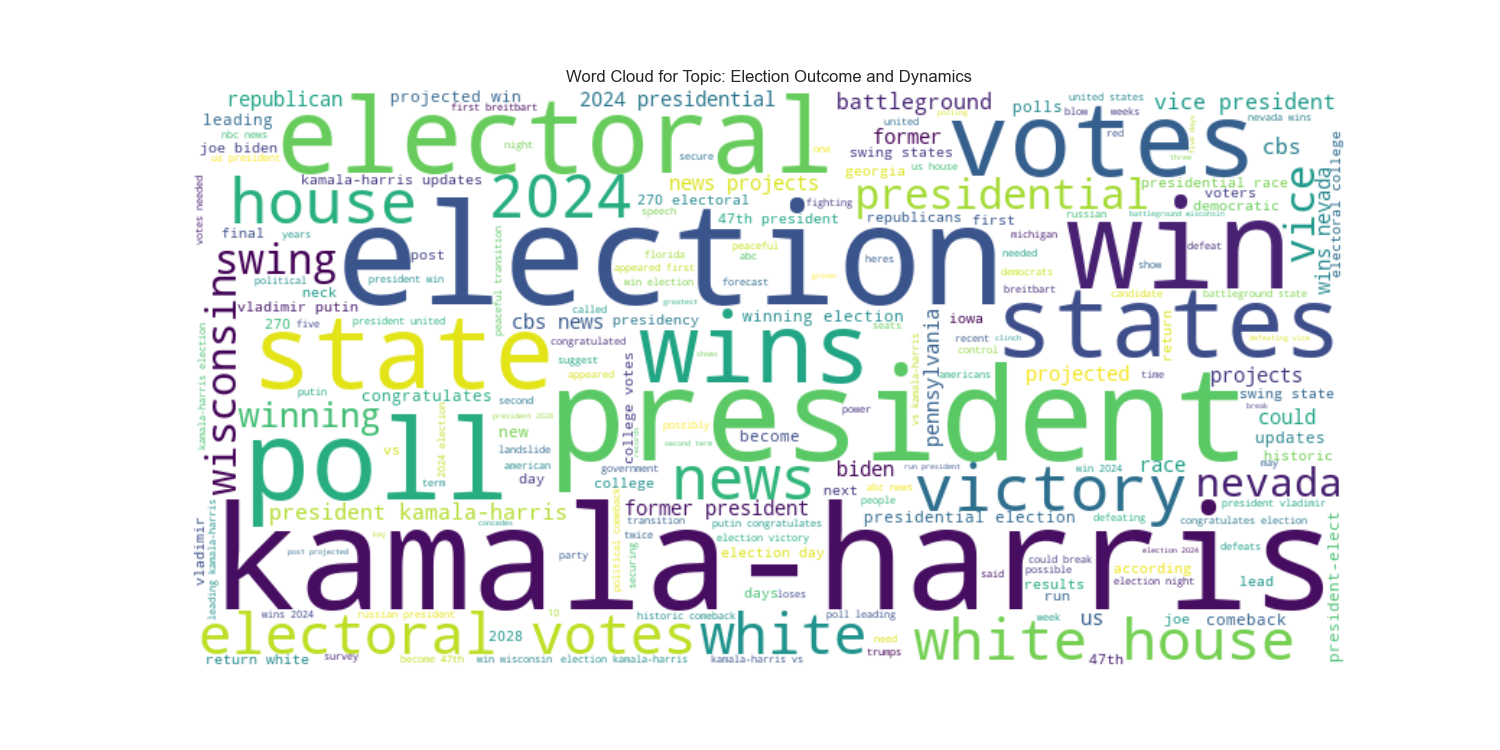 Word Cloud for Topic: Election Outcome and Dynamics
republican
projected win
first breitbart
2024 presidential
battleground
polls
united states
blow
weeks
vice president
leading
nbc news
joe biden
us president
electoral
night
secure
one
former
united
swing states
votes
polling
red
three
five days
nevada wins
cbs
electoral college
votes needed
kamala-harris updates
house
2024
news projects
270 electoral
speech
47th president
fighting
georgia
us house
presidential
presidential race
voters
democratic
vice
wins nevada
republicans
first
russian
battleground wisconsin
final
years
post
swing
election
peaceful transition
florida
peaceful
abc
appeared first
win election
forecast
heres
michigan
needed
democrats
breitbart
win
defeat
show
candidate
battleground state
political
president win
neck
vladimir putin
greatest
called
270
five
president united
cbs news
presidency
winning election
seats
congratulated
states
iowa
recent
clinch
control
return
defeating vice
wisconsin
state
wins
shows
suggest
appeared
pennsylvania
vs kamala-harris
americans
projected
time
projects
swing state
break
kamala-harris election
putin
congratulates
second
president 2028
college votes
president
power
could
updates
historic
winning
poll
vs
2024 election
new
landslide
american
day
term
possibly
second term
records
become
government
college
news
biden
next
run president
abc news
people
victory
race
win 2024
may
nevada
president vladimir
president kamala-harris
former president
transition
twice
putin congratulates
election victory
election day
presidential election
defeating
congratulates election
vladimir
leading kamala-harris
kamala-harris
concedes
post projected
key
party
political comeback
securing
days
loses
said
could break
possible
results
run
according
election 2024
election night
defeats
lead
president-elect
wins 2024
russian president
10
historic comeback
poll leading
week
us
joe
comeback
electoral votes
2028
white
need
trumps
white house
47th
return white
survey
become 47th
win wisconsin
election kamala-harris
kamala-harris vs